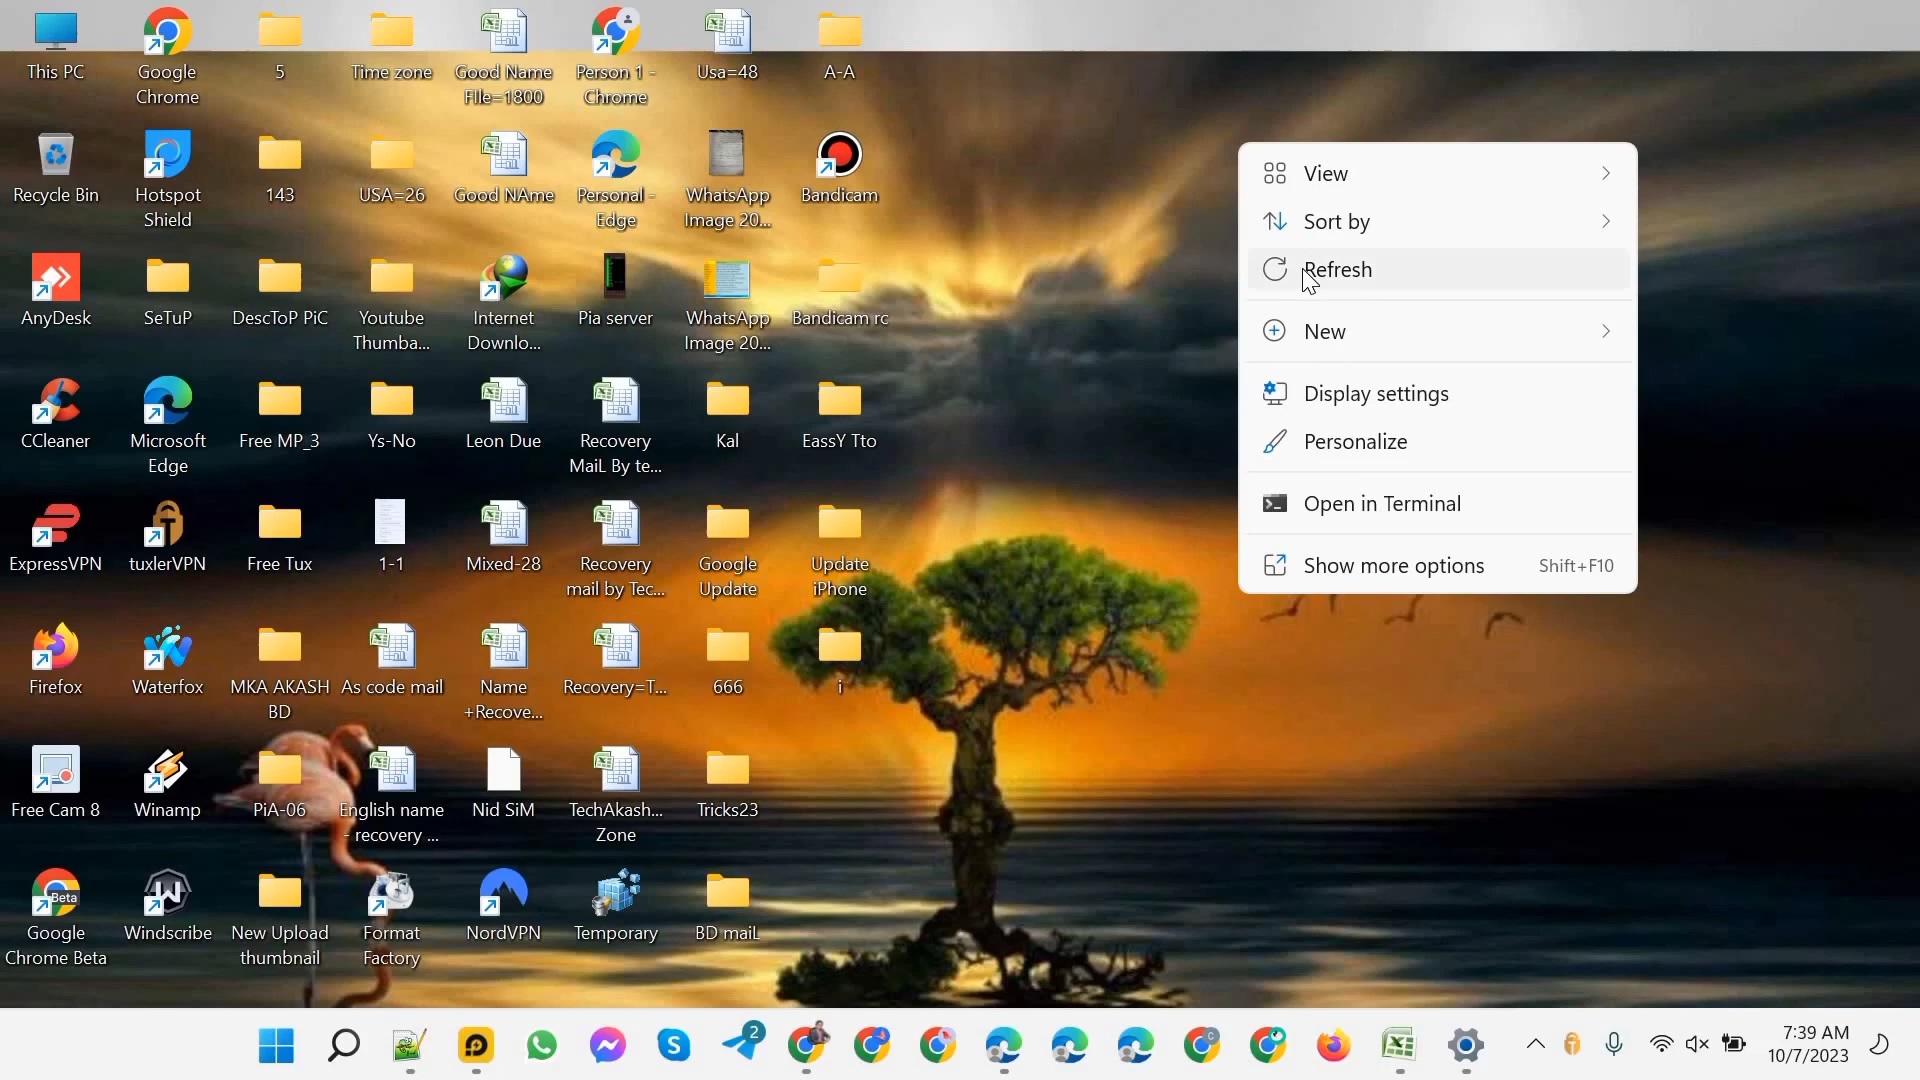 This PC
Google
Chrome
5
Time zone
Good Name
FIle=1800
Person 1 -
Chrome
Usa=48
A-A
Recycle Bin
Hotspot
Shield
143
USA=26
Good NAme
Personal -
Edge
WhatsApp
Image 20...
Bandicam
AnyDesk
SeTuP
DescToP PiC
Youtube
Thumba...
Internet
Downlo...
Pia server
WhatsApp
Image 20...
Bandicam rc
CCleaner
Microsoft
Edge
Free MP_3
Ys-No
Leon Due
Recovery
MaiL By te...
Kal
EassY Tto
ExpressVPN
tuxlerVPN
Free Tux
1-1
Mixed-28
Recovery
mail by Tec...
Google
Update
Update
iPhone
Firefox
Waterfox
MKA AKASH
BD
As code mail
Name
+Recove...
Recovery=T...
666
i
Free Cam 8
Winamp
PiA-06
English name
- recovery ...
Nid SiM
TechAkash...
Zone
Tricks23
Beta
Google
Chrome Beta
Windscribe
New Upload
thumbnail
Format
Factory
NordVPN
Temporary
BD maiL
View
Sort by
Refresh
New
Display settings
Personalize
Open in Terminal
Show more options Shift+F10
2
7:39 AM
10/7/2023